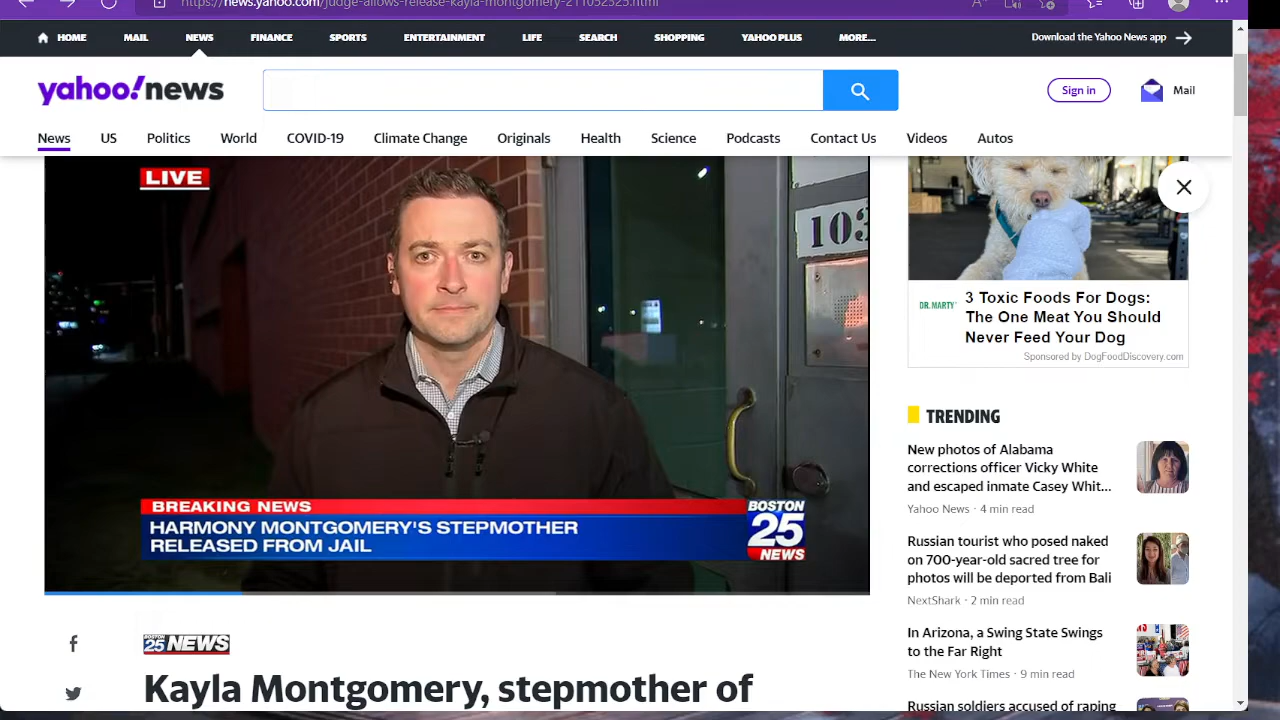 news.yahoo.com/judge-allows-release-kayla-montgomery-211052325.html
HOME
MAIL
NEWS
FINANCE
SPORTS
ENTERTAINMENT
LIFE
SEARCH
SHOPPING
YAHOO PLUS
MORE...
Download the Yahoo News app
yahoo!news
Sign in
Mail
News
US
Politics
World
COVID-19
Climate Change
Originals
Health
Science
Podcasts
Contact Us
Videos
Autos
LIVE
103
BREAKING NEWS
HARMONY MONTGOMERY'S STEPMOTHER
RELEASED FROM JAIL
BOSTON
25
NEWS
DR. MARTY
3 Toxic Foods For Dogs:
The One Meat You Should
Never Feed Your Dog
Sponsored by DogFoodDiscovery.com
TRENDING
New photos of Alabama
corrections officer Vicky White
and escaped inmate Casey Whit...
Yahoo News · 4 min read
Russian tourist who posed naked
on 700-year-old sacred tree for
photos will be deported from Bali
NextShark · 2 min read
In Arizona, a Swing State Swings
to the Far Right
The New York Times · 9 min read
Russian soldiers accused of raping
BOSTON 25 NEWS
Kayla Montgomery, stepmother of